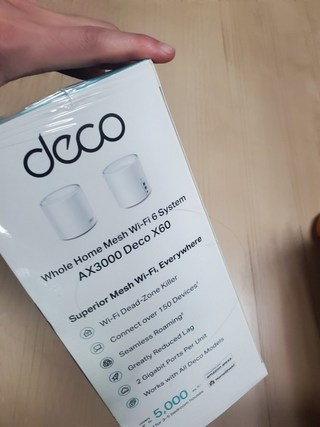 deco
Whole Home Mesh Wi-Fi 6 System
AX3000 Deco X60
Superior Mesh Wi-Fi, Everywhere
Wi-Fi Dead-Zone Killer
Connect over 150 Devices
Seamless Roaming
Greatly Reduced Lag
2 Gigabit Ports Per Unit
Works with All Deco Models
5,000